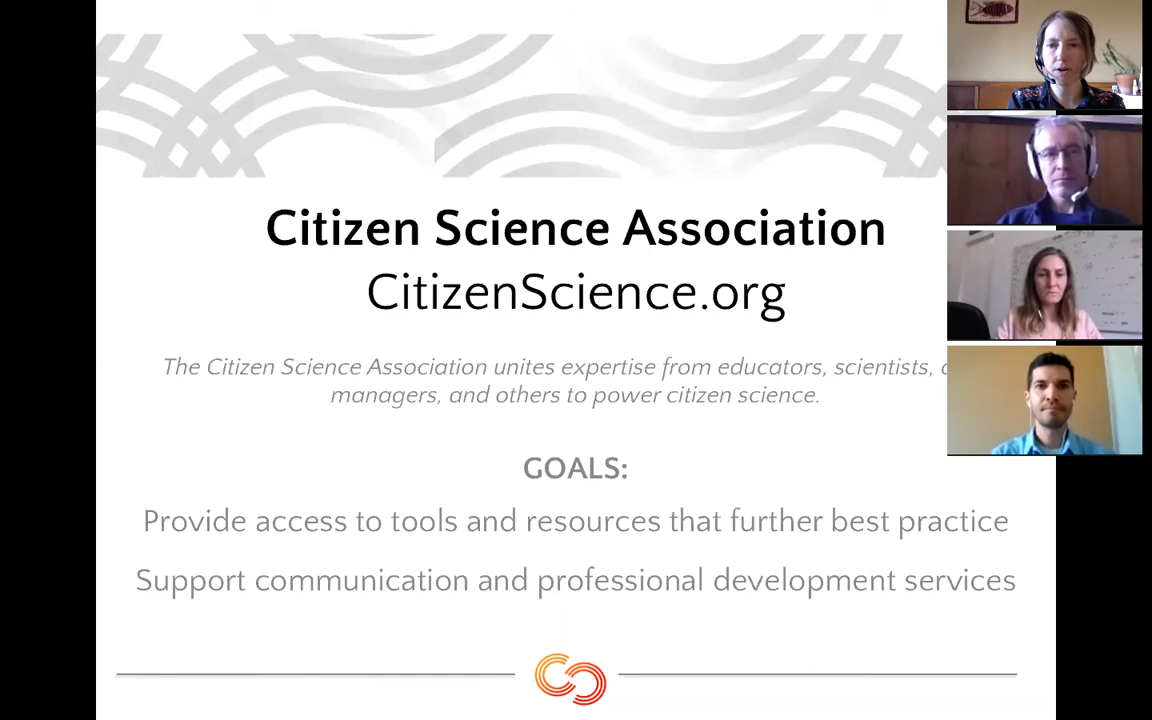 Citizen Science Association
CitizenScience.org
The Citizen Science Association unites expertise from educators, scientists,
managers, and others to power citizen science.
GOALS:
Provide access to tools and resources that further best practice
Support communication and professional development services